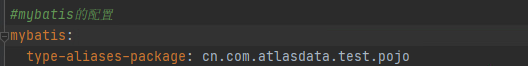 #mybatis的配置
mybatis:
  type-aliases-package: cn.com.atlasdata.test.pojo